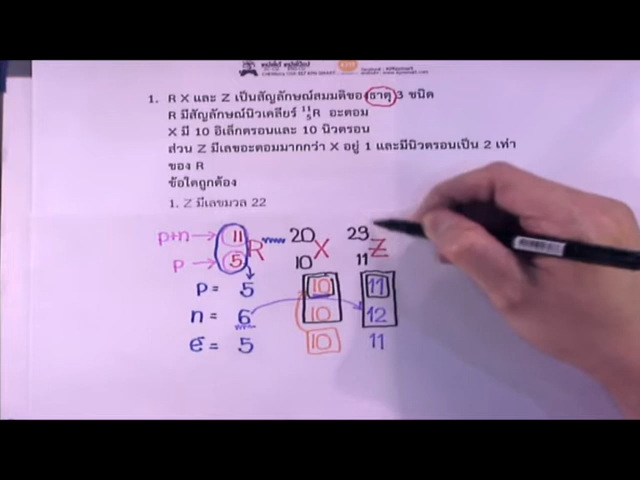 1. R X และ Z เป็นสัญลักษณ์สมมติของธาตุ 3 ชนิด
R มีสัญลักษณ์นิวเคลียร์ ¹¹₅R อะตอม
X มี 10 อิเล็กตรอนและ 10 นิวตรอน
ส่วน Z มีเลขอะตอมมากกว่า X อยู่ 1 และมีนิวตรอนเป็น 2 เท่า
ของ R
ข้อใดถูกต้อง
1. Z มีเลขมวล 22
p+n → 11 R 20 X 23 Z
p → 5 10 11
p = 5 10 11
n = 6 10 12
e = 5 10 11